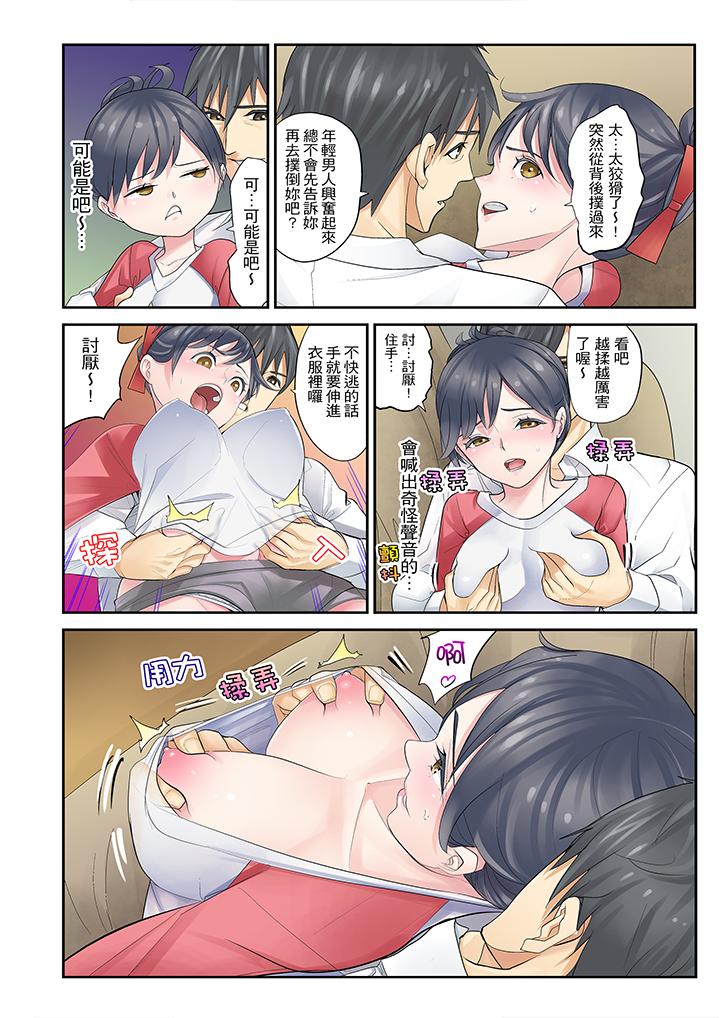 太…太狡猾了～！
突然從背後撲過來
年輕男人興奮起來
總不會先告訴妳
再去撲倒妳吧？
可…可能是吧～
可能是吧～…
看吧
越揉越厲害
了喔～
討…討厭！
住手…
揉弄
揉弄
會喊出奇怪聲音的…
顫抖
不快逃的話
手就要伸進
衣服裡囉
討厭～！
探
入
啊♡
揉弄
用力